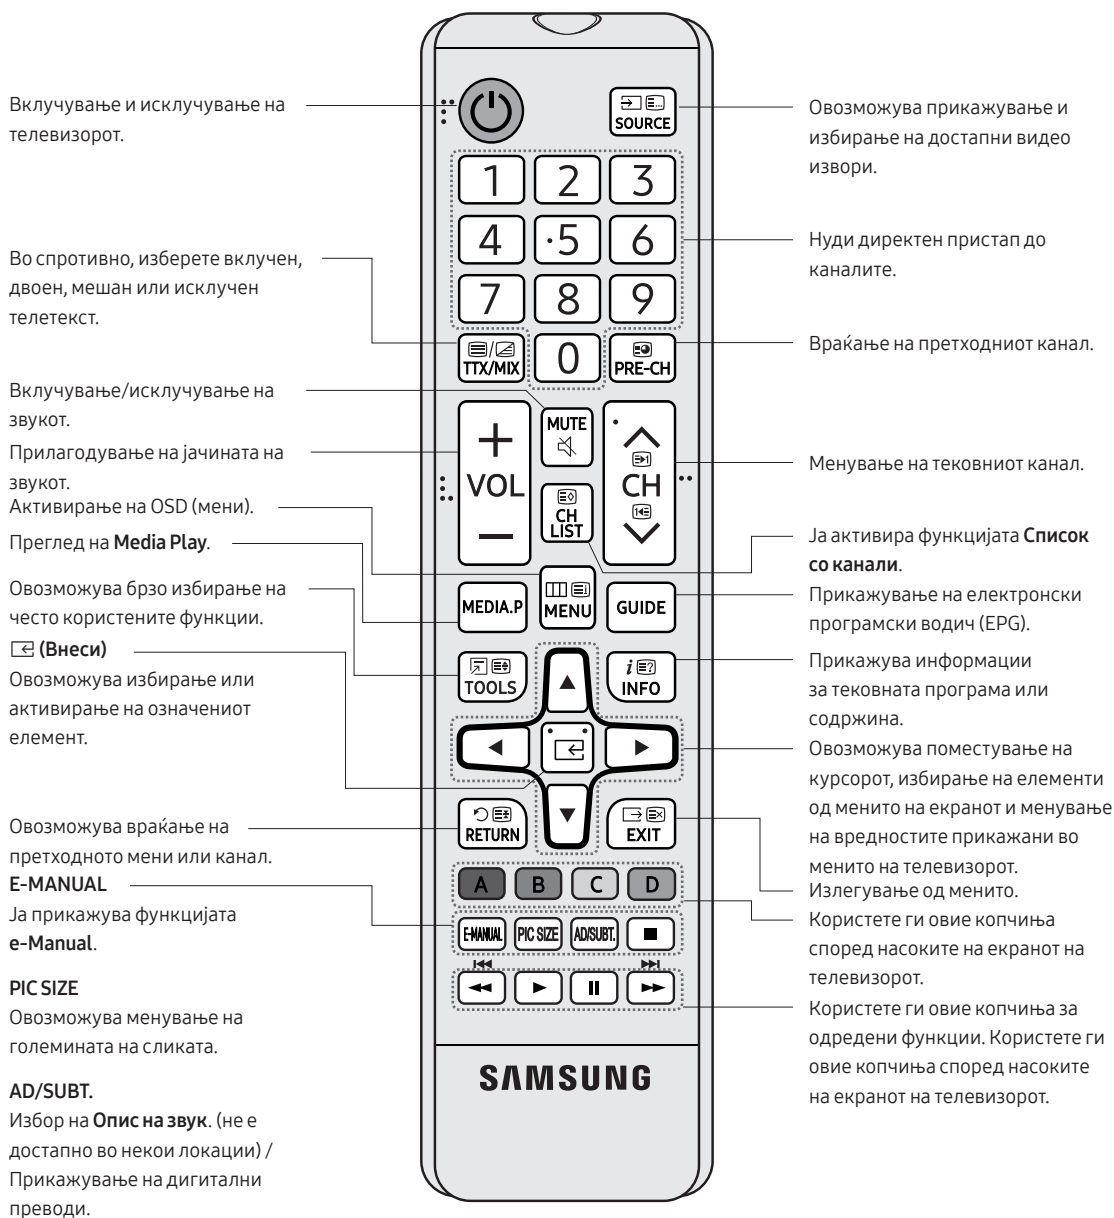 Вклучување и исклучување на
телевизорот.
Во спротивно, изберете вклучен,
двоен, мешан или исклучен
телетекст.
Вклучување/исклучување на
звукот.
Прилагодување на јачината на
звукот.
Активирање на OSD (мени).
Преглед на Media Play.
Овозможува брзо избирање на
често користените функции.
(Внеси)
Овозможува избирање или
активирање на означениот
елемент.
Овозможува враќање на
претходното мени или канал.
E-MANUAL
Ја прикажува функцијата
e-Manual.
PIC SIZE
Овозможува менување на
големината на сликата.
AD/SUBT.
Избор на Опис на звук. (не е
достапно во некои локации) /
Прикажување на дигитални
преводи.
SOURCE
1 2 3
4 5 6
7 8 9
TTX/MIX 0 PRE-CH
MUTE
VOL
CH
CH
LIST
MEDIA.P MENU GUIDE
TOOLS INFO
RETURN EXIT
A B C D
E-MANUAL PIC SIZE AD/SUBT.
SAMSUNG
Овозможува прикажување и
избирање на достапни видео
извори.
Нуди директен пристап до
каналите.
Враќање на претходниот канал.
Менување на тековниот канал.
Ја активира функцијата Список
со канали.
Прикажување на електронски
програмски водич (EPG).
Прикажува информации
за тековната програма или
содржина.
Овозможува поместување на
курсорот, избирање на елементи
од менито на екранот и менување
на вредностите прикажани во
менито на телевизорот.
Излегување од менито.
Користете ги овие копчиња
според насоките на екранот на
телевизорот.
Користете ги овие копчиња за
одредени функции. Користете ги
овие копчиња според насоките
на екранот на телевизорот.